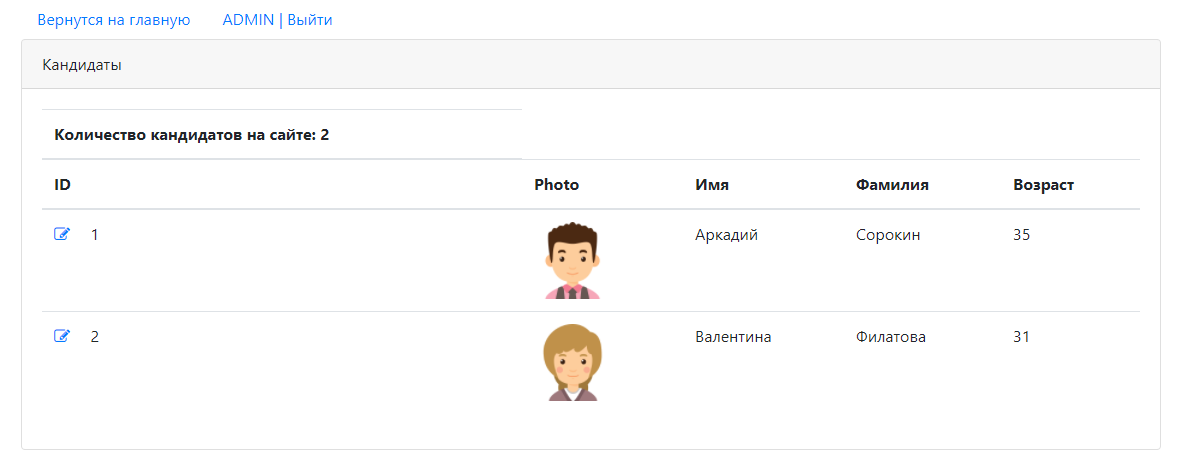 Вернутся на главную ADMIN | Выйти
Кандидаты
Количество кандидатов на сайте: 2
ID Photo Имя Фамилия Возраст
1 Аркадий Сорокин 35
2 Валентина Филатова 31